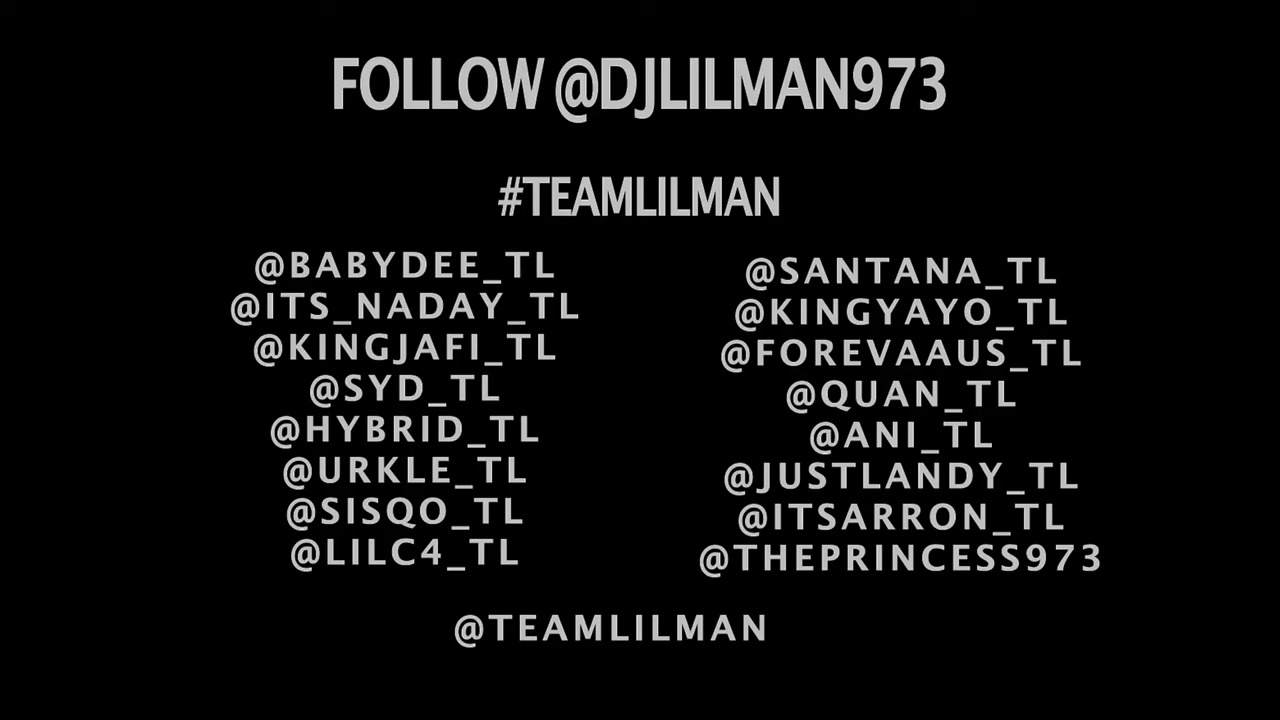 FOLLOW @DJLILMAN973
#TEAMLILMAN
@BABYDEE_TL
@ITS_NADAY_TL
@KINGJAFI_TL
@SYD_TL
@HYBRID_TL
@URKLE_TL
@SISQO_TL
@LILC4_TL
@SANTANA_TL
@KINGYAYO_TL
@FOREVAAUS_TL
@QUAN_TL
@ANI_TL
@JUSTLANDY_TL
@ITSARRON_TL
@THEPRINCESS973
@TEAMLILMAN